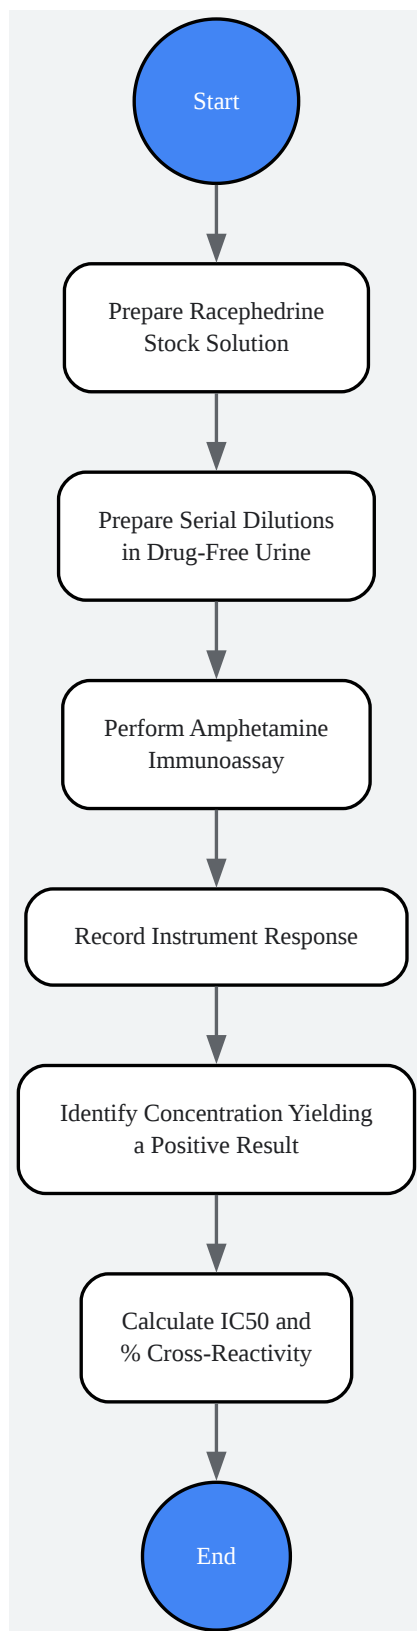 Start
Prepare Racephedrine
Stock Solution
Prepare Serial Dilutions
in Drug-Free Urine
Perform Amphetamine
Immunoassay
Record Instrument Response
Identify Concentration Yielding
a Positive Result
Calculate IC50 and
% Cross-Reactivity
End